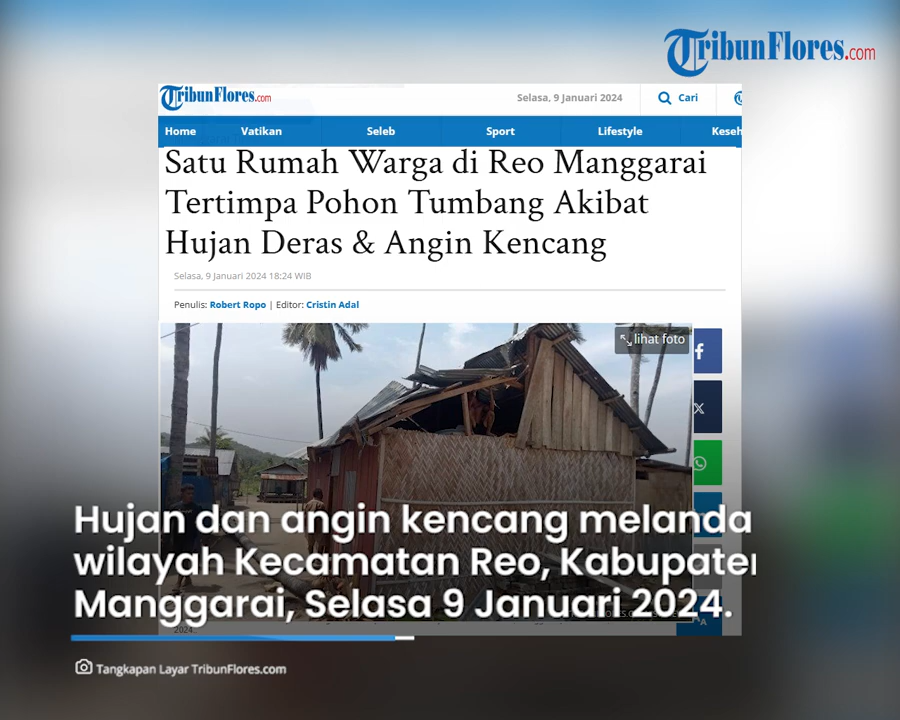 TribunFlores.com
TribunFlores.com
Selasa, 9 Januari 2024
Cari
Home Vatikan Seleb Sport Lifestyle Keseh
Satu Rumah Warga di Reo Manggarai
Tertimpa Pohon Tumbang Akibat
Hujan Deras & Angin Kencang
Selasa, 9 Januari 2024 18:24 WIB
Penulis: Robert Ropo | Editor: Cristin Adal
lihat foto
Hujan dan angin kencang melanda
wilayah Kecamatan Reo, Kabupaten
Manggarai, Selasa 9 Januari 2024.
2024.
Tangkapan Layar TribunFlores.com